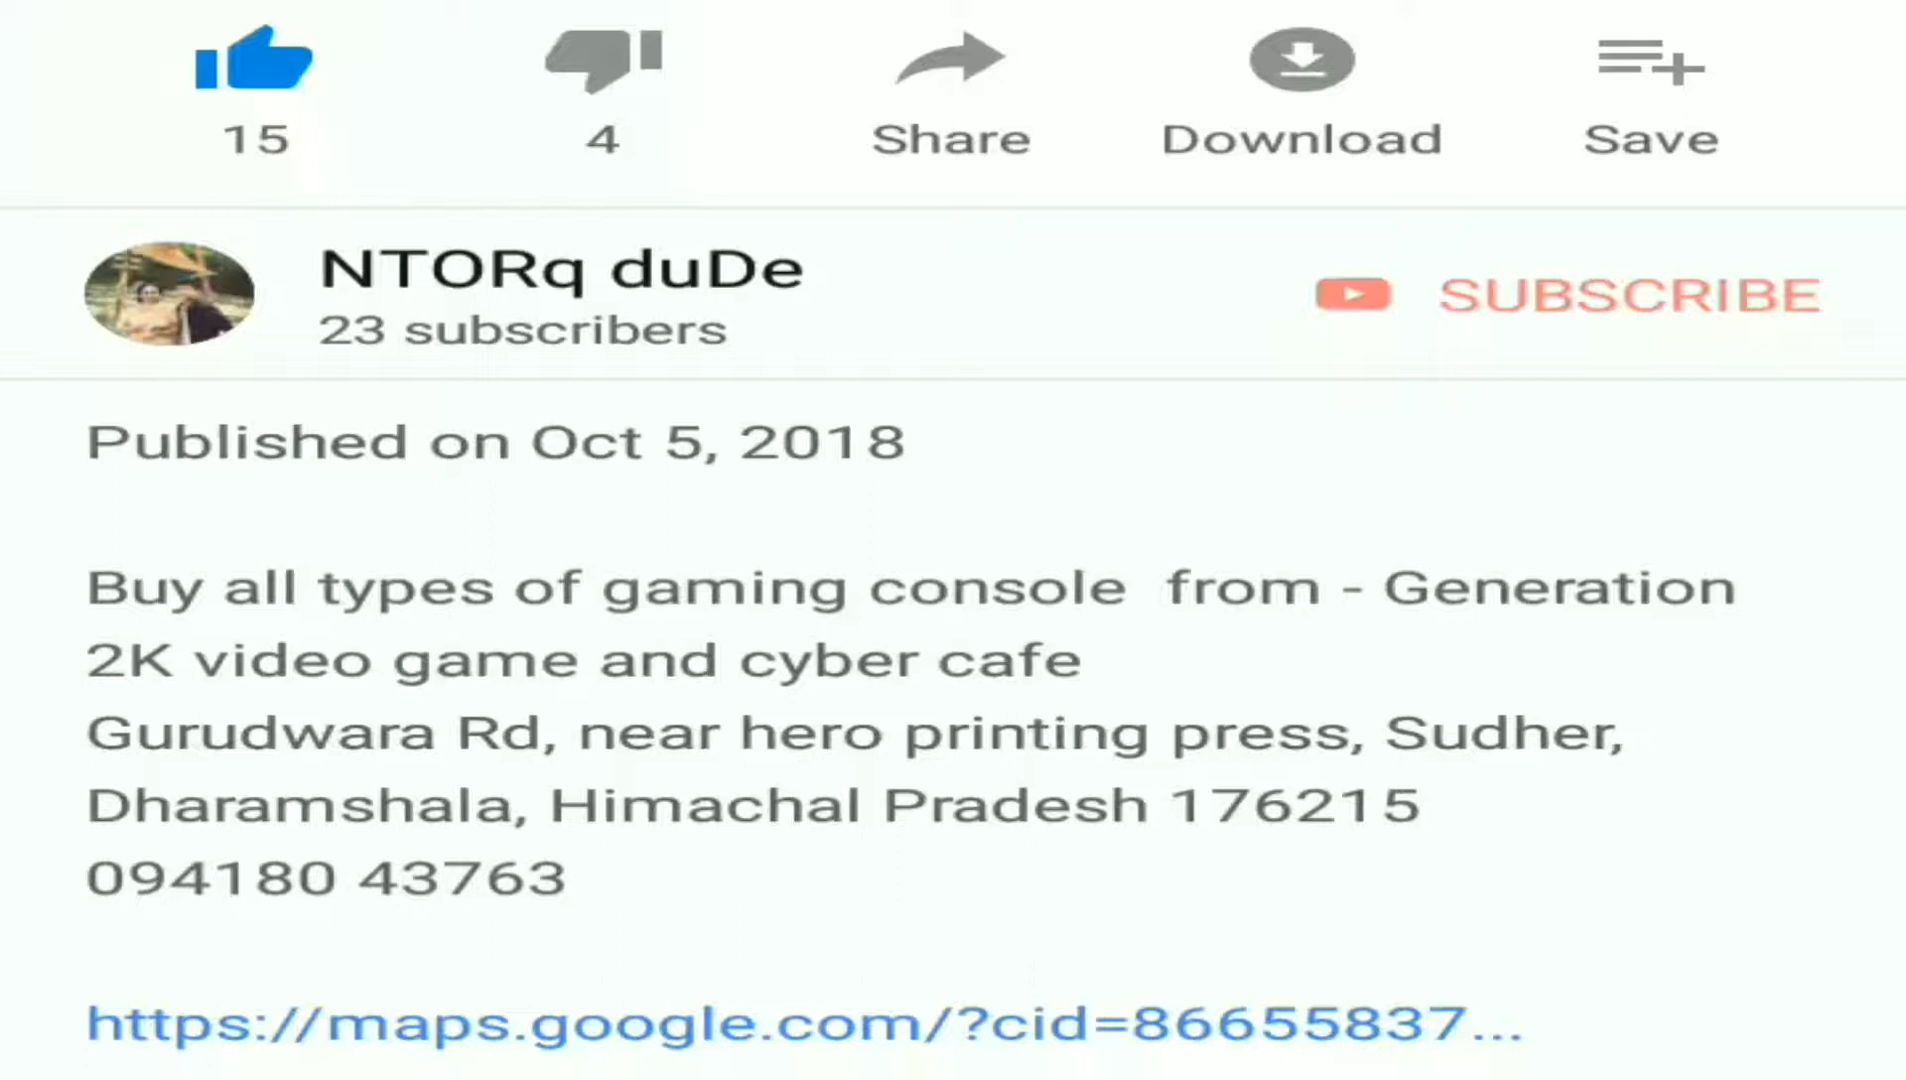 15 4 Share Download Save
NTORq duDe
23 subscribers
SUBSCRIBE
Published on Oct 5, 2018
Buy all types of gaming console from - Generation
2K video game and cyber cafe
Gurudwara Rd, near hero printing press, Sudher,
Dharamshala, Himachal Pradesh 176215
094180 43763
https://maps.google.com/?cid=86655837...